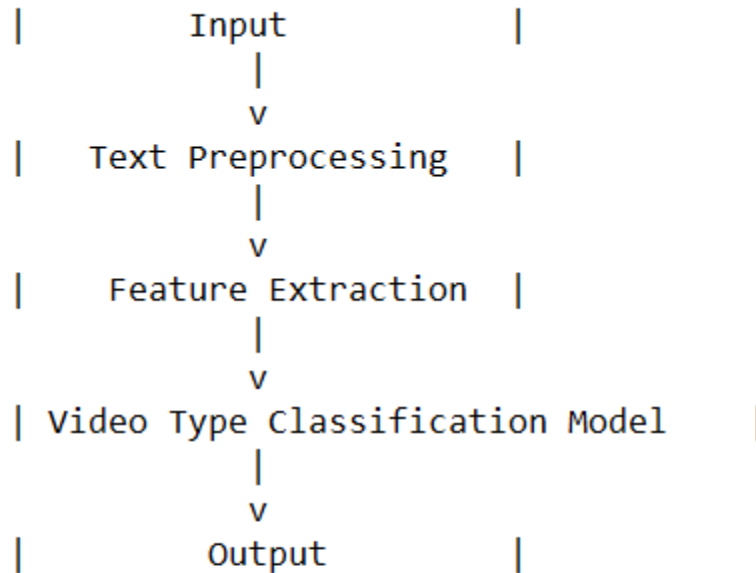 |        Input            |
            |
            v
|   Text Preprocessing   |
            |
            v
|    Feature Extraction  |
            |
            v
| Video Type Classification Model    |
            |
            v
|         Output         |